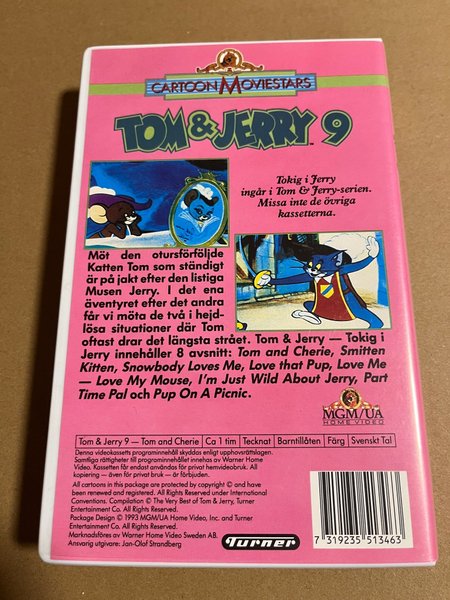 CARTOON MOVIESTARS
TOM & JERRY™ 9
Tokig i Jerry
ingår i Tom & Jerry-serien.
Missa inte de övriga
kassetterna.
Möt den otursförföljde
Katten Tom som ständigt
är på jakt efter den listiga
Musen Jerry. I det ena
äventyret efter det andra
får vi möta de två i hejd-
lösa situationer där Tom
oftast drar det längsta strået. Tom & Jerry — Tokig i
Jerry innehåller 8 avsnitt: Tom and Cherie, Smitten
Kitten, Snowbody Loves Me, Love that Pup, Love Me
— Love My Mouse, I'm Just Wild About Jerry, Part
Time Pal och Pup On A Picnic.
MGM/UA
HOME VIDEO
Tom & Jerry 9 — Tom and Cherie | Ca 1 tim | Tecknat | Barntillåten | Färg | Svenskt Tal
Denna videokassetts programinnehåll skyddas enligt upphovsrättslagen.
Samtliga rättigheter till programinnehållet innehas av Warner Home
Video. Kassetten får endast användas för privat hemvideobruk. All
kopiering — även för privat bruk — är förbjuden.
All cartoons in this package are protected by copyright © and have
been renewed and registered. All Rights Reserved under International
Conventions. Compilation © The Very Best of Tom & Jerry, Turner
Entertainment Co. All Rights Reserved.
Package Design © 1993 MGM/UA Home Video, Inc. and Turner
Entertainment Co. All Rights Reserved.
Marknadsföres av Warner Home Video Sweden AB.
Ansvarig utgivare: Jan-Olof Strandberg
Turner
7 319235 513463